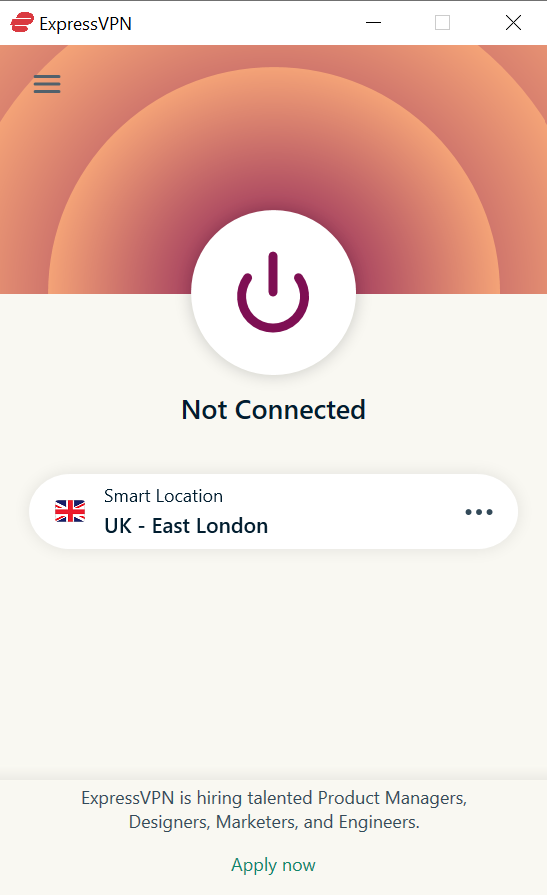 ExpressVPN
Not Connected
Smart Location
UK - East London
ExpressVPN is hiring talented Product Managers,
Designers, Marketers, and Engineers.
Apply now